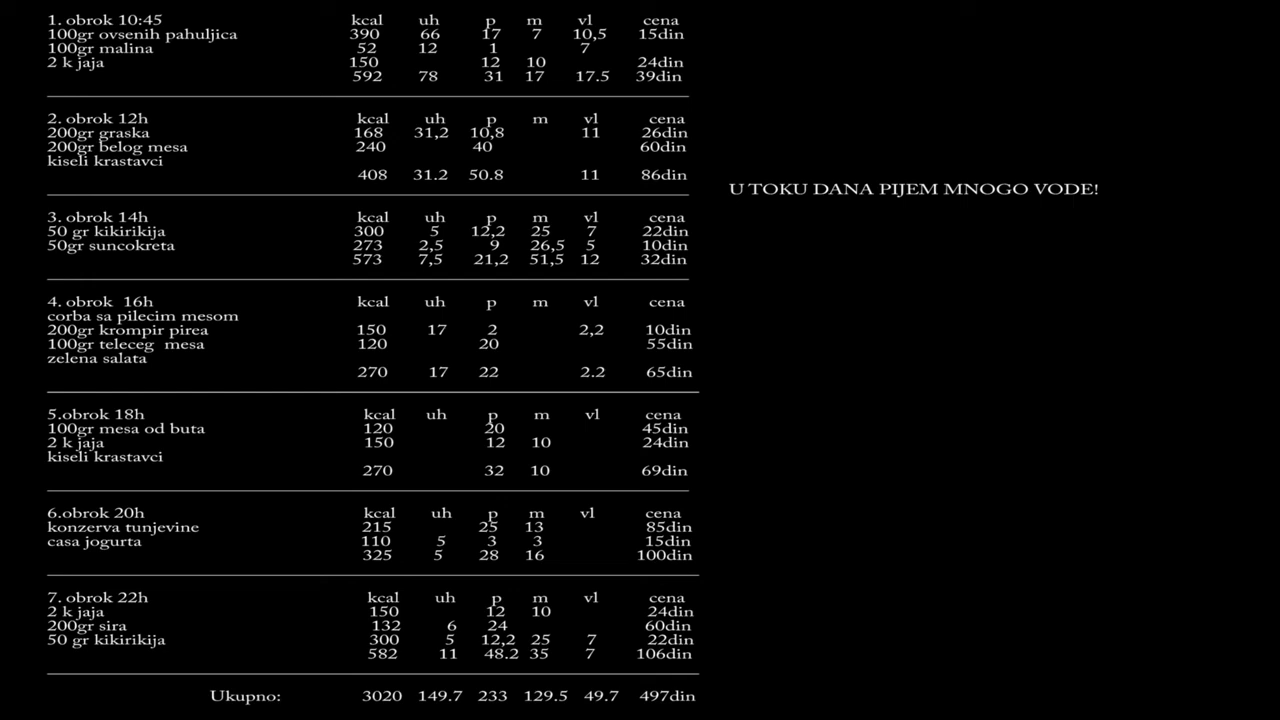 1. obrok 10:45 kcal uh p m vl cena
100gr ovsenih pahuljica 390 66 17 7 10,5 15din
100gr malina 52 12 1 7
2 k jaja 150 12 10 24din
592 78 31 17 17.5 39din
2. obrok 12h kcal uh p m vl cena
200gr graska 168 31,2 10,8 11 26din
200gr belog mesa 240 40 60din
kiseli krastavci
408 31.2 50.8 11 86din
U TOKU DANA PIJEM MNOGO VODE!
3. obrok 14h kcal uh p m vl cena
50 gr kikirikija 300 5 12,2 25 7 22din
50gr suncokreta 273 2,5 9 26,5 5 10din
573 7,5 21,2 51,5 12 32din
4. obrok 16h kcal uh p m vl cena
corba sa pilecim mesom
200gr krompir pirea 150 17 2 2,2 10din
100gr teleceg mesa 120 20 55din
zelena salata
270 17 22 2.2 65din
5.obrok 18h kcal uh p m vl cena
100gr mesa od buta 120 20 45din
2 k jaja 150 12 10 24din
kiseli krastavci
270 32 10 69din
6.obrok 20h kcal uh p m vl cena
konzerva tunjevine 215 25 13 85din
casa jogurta 110 5 3 3 15din
325 5 28 16 100din
7. obrok 22h kcal uh p m vl cena
2 k jaja 150 12 10 24din
200gr sira 132 6 24 60din
50 gr kikirikija 300 5 12,2 25 7 22din
582 11 48.2 35 7 106din
Ukupno: 3020 149.7 233 129.5 49.7 497din